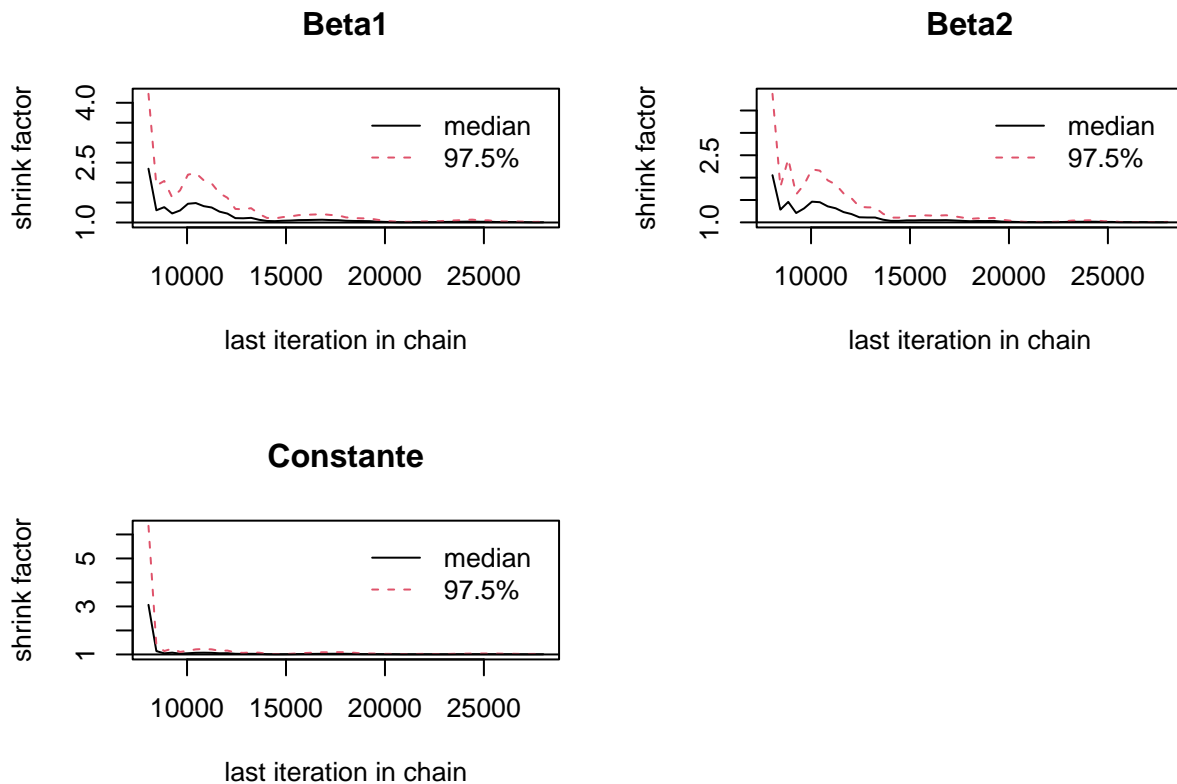 Beta1
shrink factor
1.0 2.5 4.0
median
97.5%
10000 15000 20000 25000
last iteration in chain
Beta2
shrink factor
1.0 2.5
median
97.5%
10000 15000 20000 25000
last iteration in chain
Constante
shrink factor
1 3 5
median
97.5%
10000 15000 20000 25000
last iteration in chain